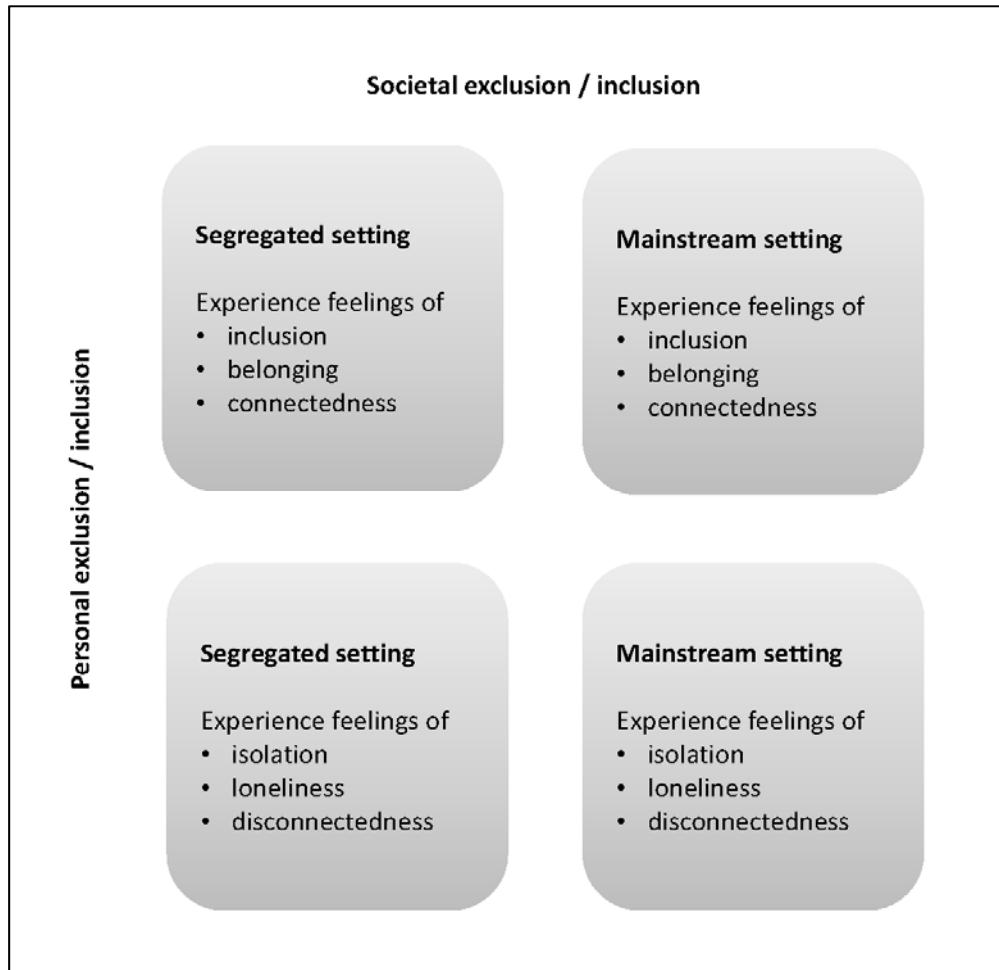 Societal exclusion / inclusion
Personal exclusion / inclusion
Segregated setting
Experience feelings of
• inclusion
• belonging
• connectedness
Mainstream setting
Experience feelings of
• inclusion
• belonging
• connectedness
Segregated setting
Experience feelings of
• isolation
• loneliness
• disconnectedness
Mainstream setting
Experience feelings of
• isolation
• loneliness
• disconnectedness